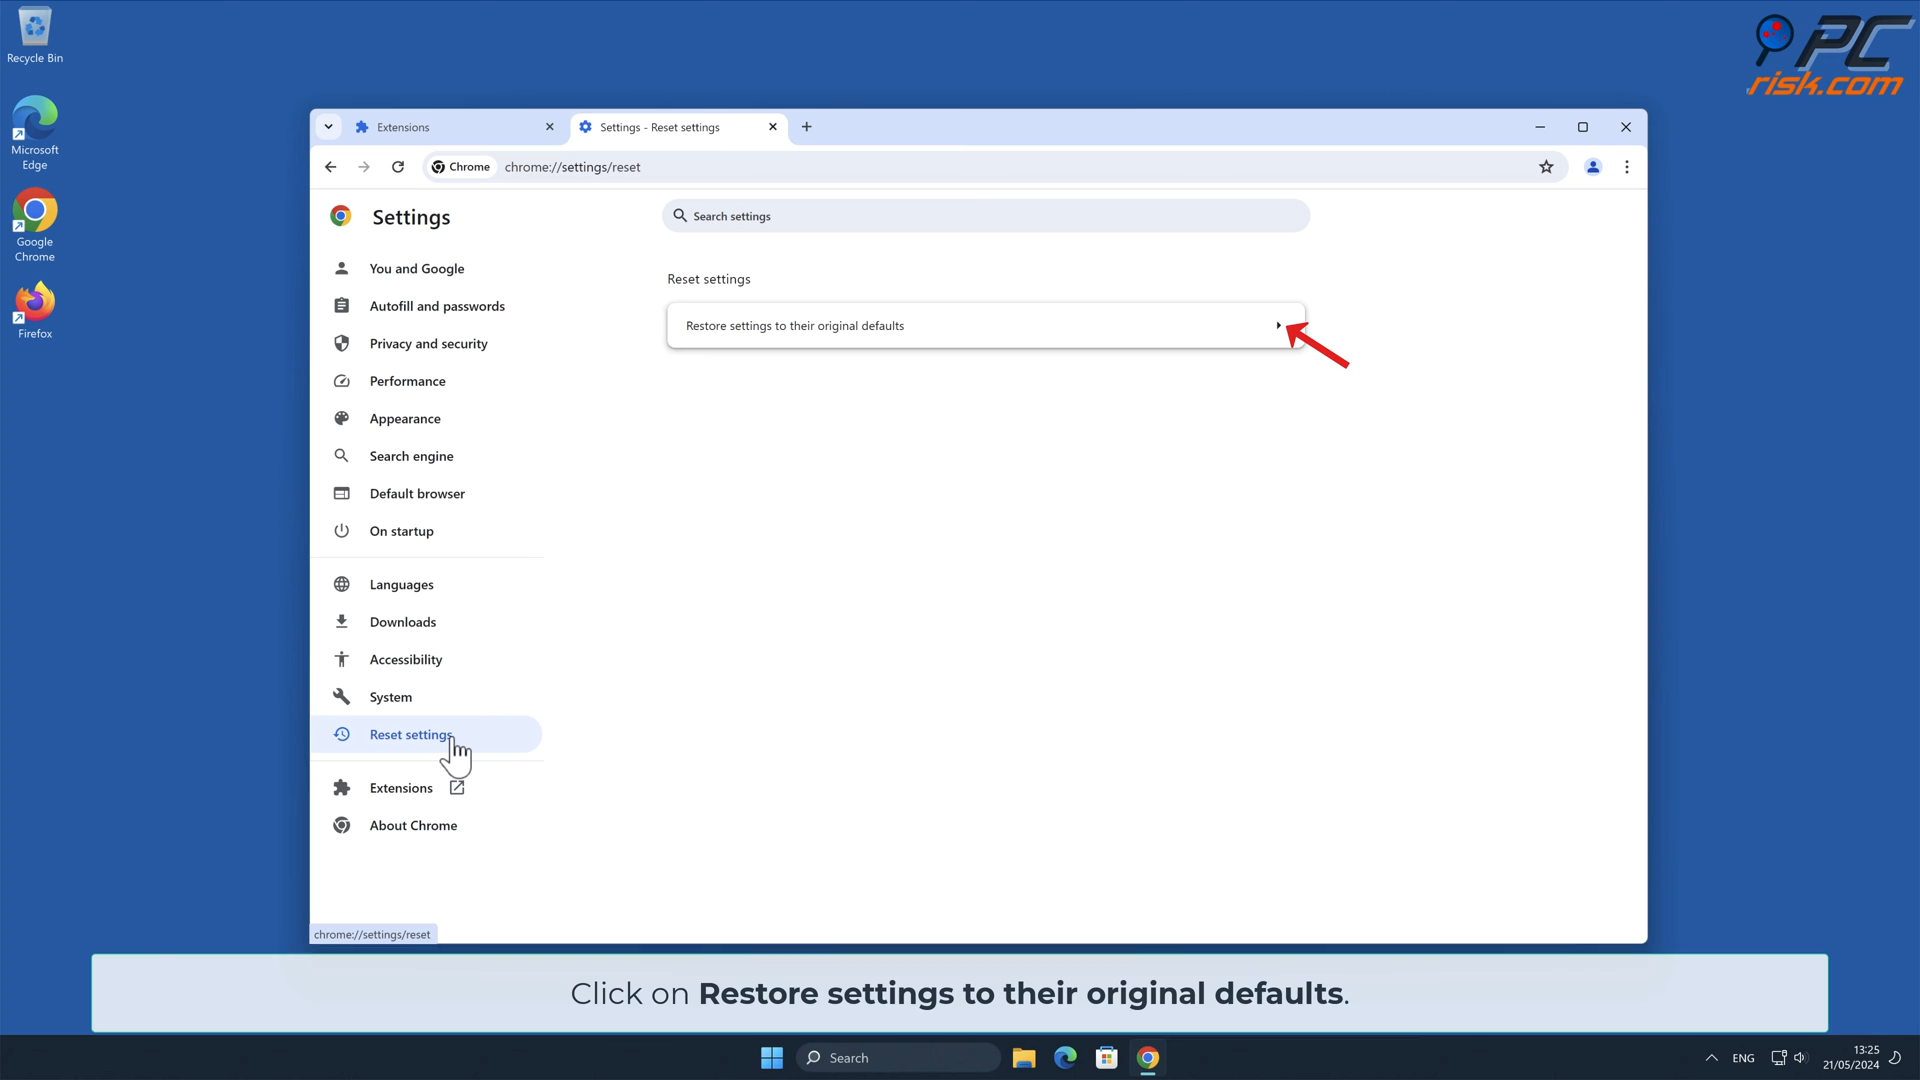 Recycle Bin
Microsoft
Edge
Google
Chrome
Firefox
PC
risk.com
Extensions
Settings - Reset settings
Chrome
chrome://settings/reset
Settings
Search settings
You and Google
Autofill and passwords
Privacy and security
Performance
Appearance
Search engine
Default browser
On startup
Languages
Downloads
Accessibility
System
Reset settings
Extensions
About Chrome
Reset settings
Restore settings to their original defaults
chrome://settings/reset
Click on Restore settings to their original defaults.
Search
ENG
13:25
21/05/2024